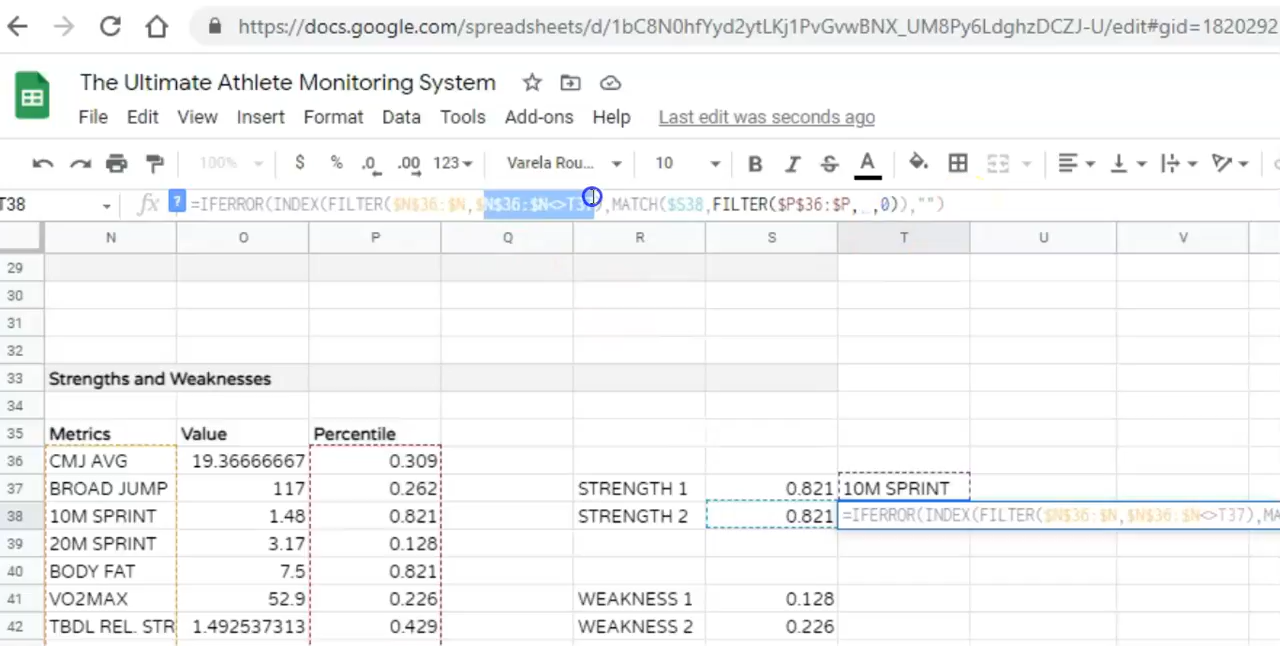 https://docs.google.com/spreadsheets/d/1bC8N0hfYyd2ytLKj1PvGvwBNX_UM8Py6LdghzDCZJ-U/edit#gid=1820292
The Ultimate Athlete Monitoring System
File Edit View Insert Format Data Tools Add-ons Help Last edit was seconds ago
100% $ % .0 .00 123 Varela Rou... 10 B I S A
T38 fx ? =IFERROR(INDEX(FILTER($N$36:$N,$N$36:$N<>T37),MATCH($S38,FILTER($P$36:$P, ,0)),"")
N O P Q R S T U V
29
30
31
32
33 Strengths and Weaknesses
34
35 Metrics Value Percentile
36 CMJ AVG 19.36666667 0.309
37 BROAD JUMP 117 0.262 STRENGTH 1 0.821 10M SPRINT
38 10M SPRINT 1.48 0.821 STRENGTH 2 0.821 =IFERROR(INDEX(FILTER($N$36:$N,$N$36:$N<>T37),MA
39 20M SPRINT 3.17 0.128
40 BODY FAT 7.5 0.821
41 VO2MAX 52.9 0.226 WEAKNESS 1 0.128
42 TBDL REL. STR 1.492537313 0.429 WEAKNESS 2 0.226